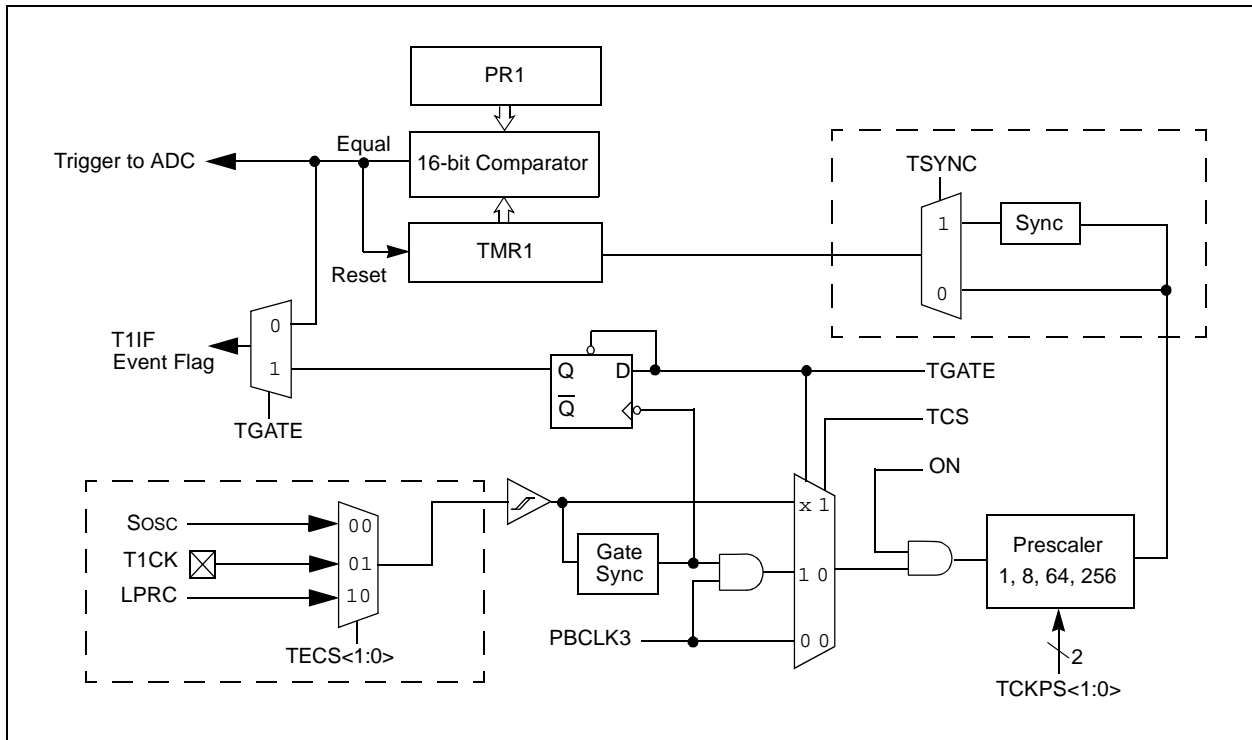 PR1
Equal
Trigger to ADC
16-bit Comparator
TSYNC
1
Sync
TMR1
Reset
0
0
T1IF
Event Flag
1
Q
D
TGATE
Q
TGATE
TCS
ON
x 1
SOSC
00
T1CK
01
Gate
Sync
1 0
Prescaler
1, 8, 64, 256
LPRC
10
PBCLK3
0 0
TECS<1:0>
2
TCKPS<1:0>